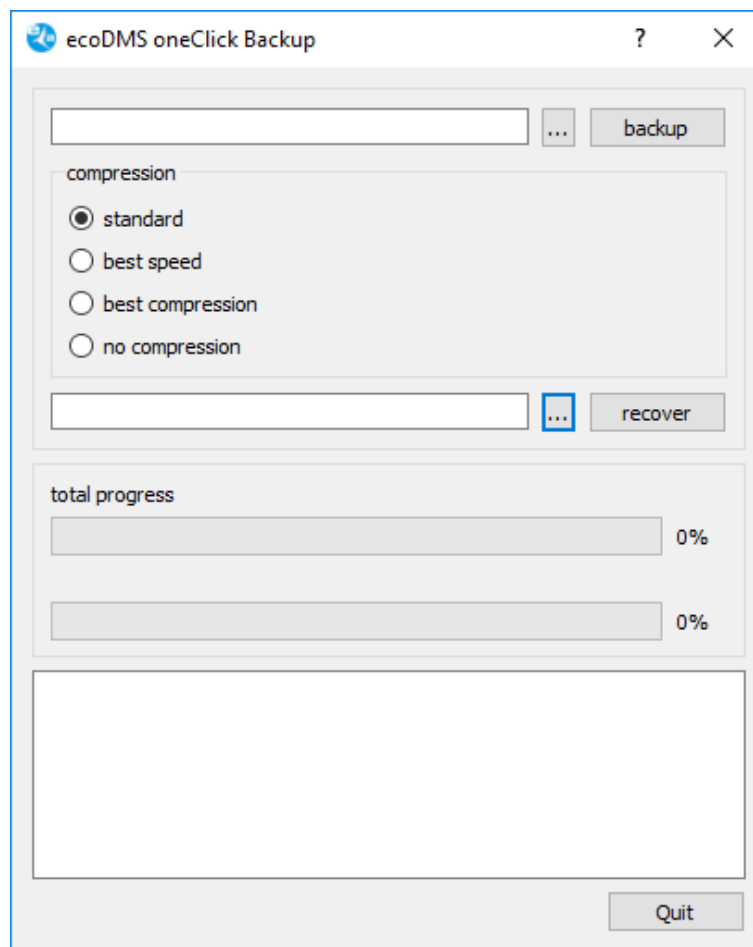 ecoDMS oneClick Backup ?
... backup
compression
standard
best speed
best compression
no compression
... recover
total progress
0%
0%
Quit